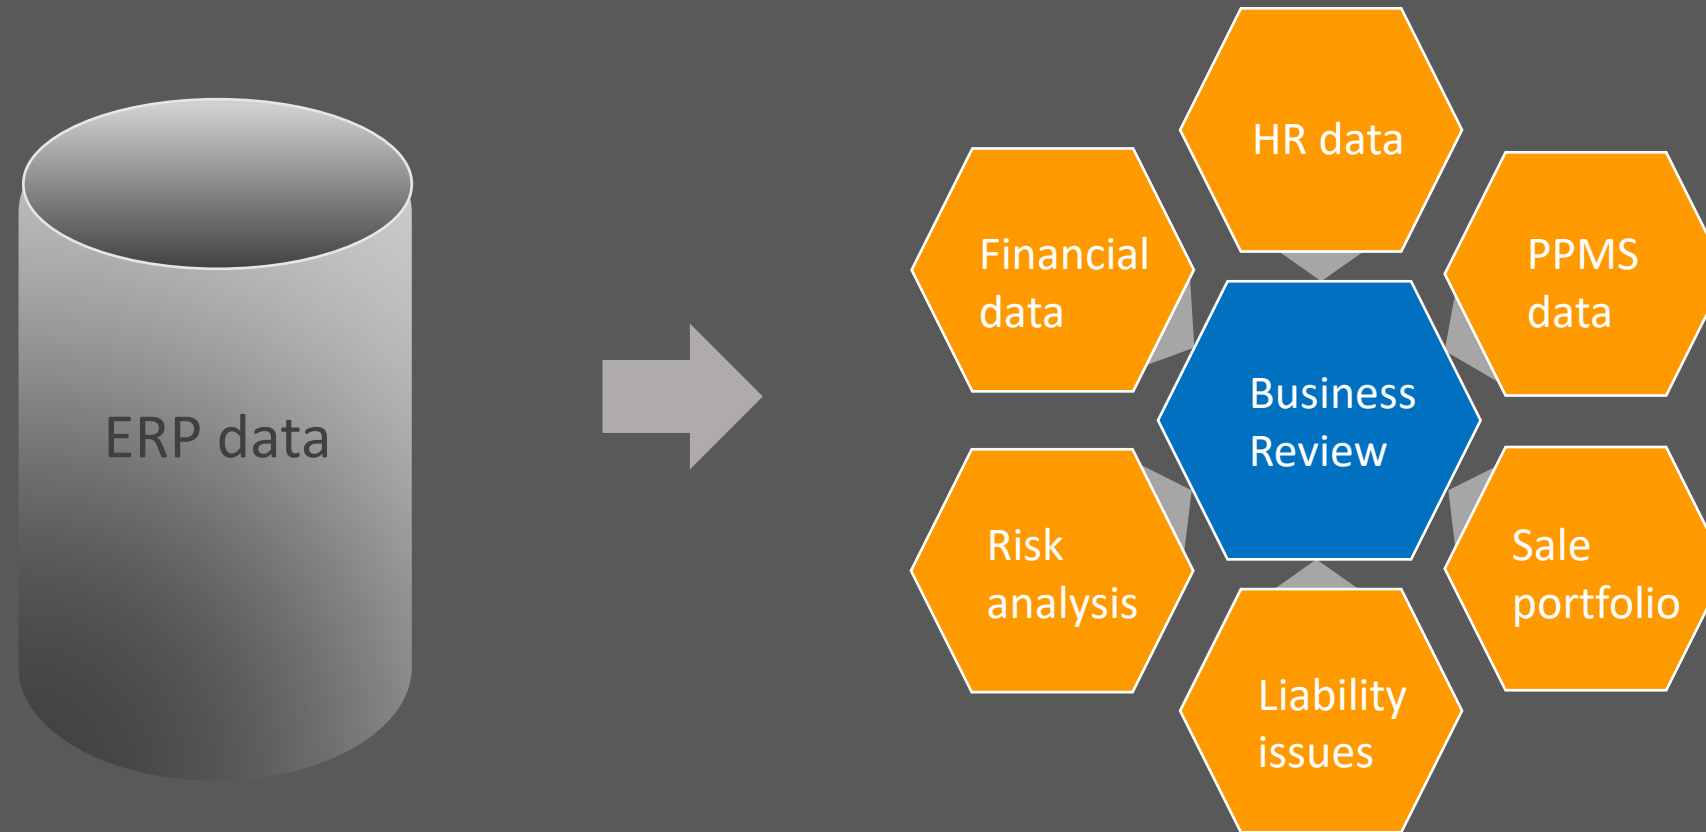 ERP data
HR data
Financial
data
PPMS
data
Business
Review
Risk
analysis
Sale
portfolio
Liability
issues